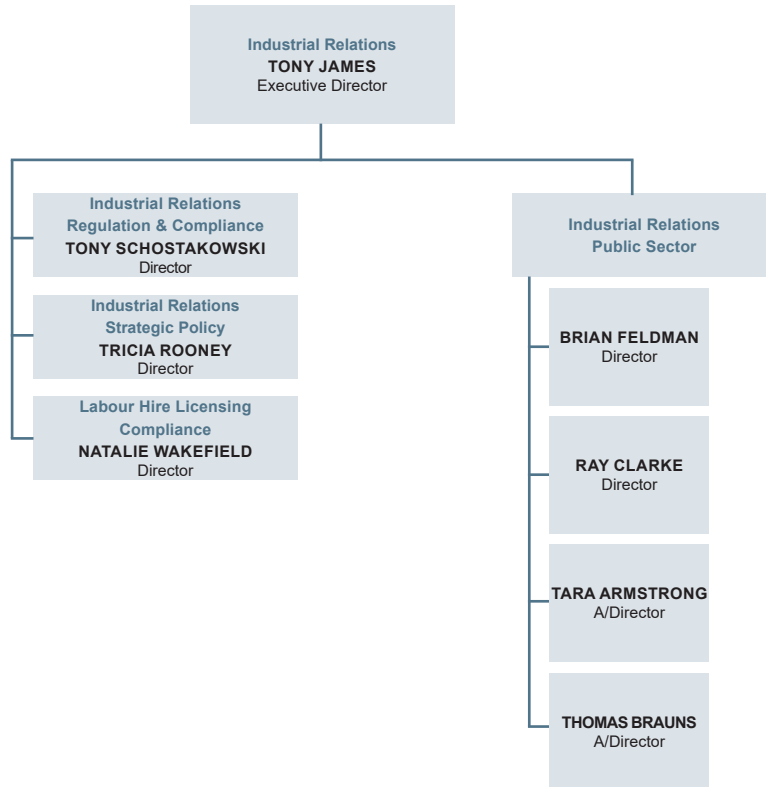 Industrial Relations
TONY JAMES
Executive Director
Industrial Relations
Regulation & Compliance
TONY SCHOSTAKOWSKI
Director
Industrial Relations
Strategic Policy
TRICIA ROONEY
Director
Labour Hire Licensing
Compliance
NATALIE WAKEFIELD
Director
Industrial Relations
Public Sector
BRIAN FELDMAN
Director
RAY CLARKE
Director
TARA ARMSTRONG
A/Director
THOMAS BRAUNS
A/Director